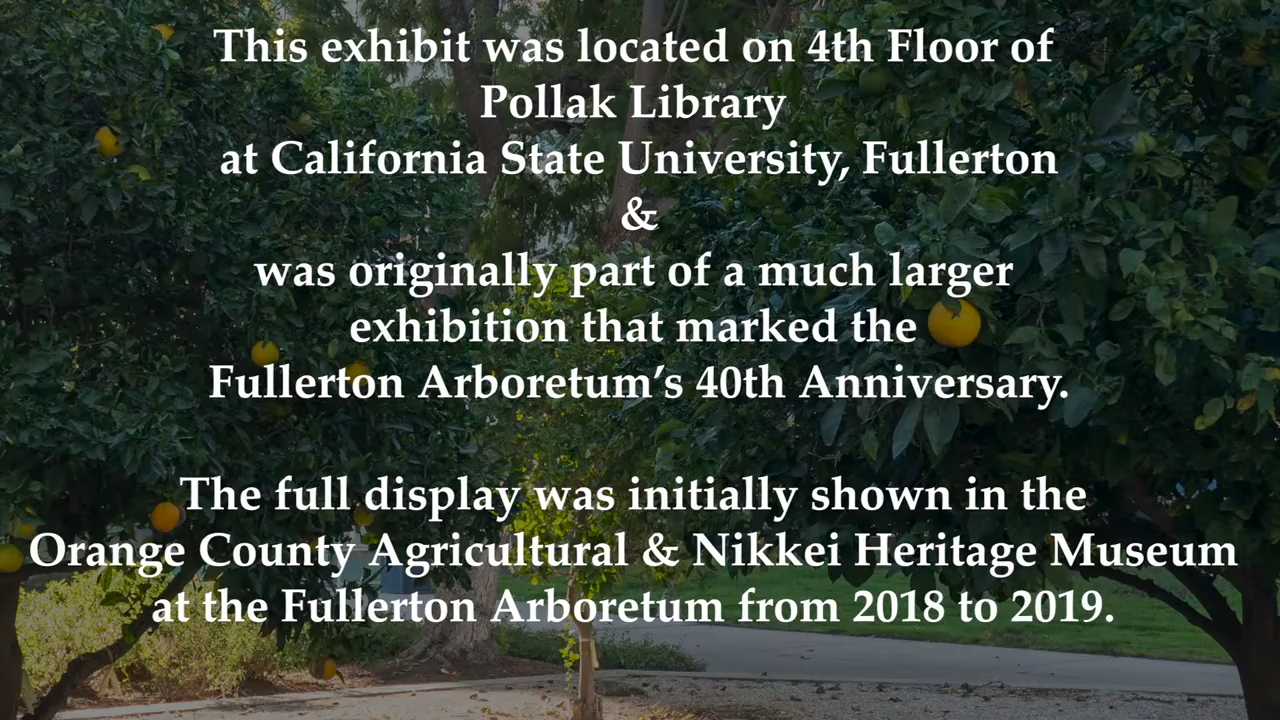 This exhibit was located on 4th Floor of
Pollak Library
at California State University, Fullerton
&
was originally part of a much larger
exhibition that marked the
Fullerton Arboretum’s 40th Anniversary.
The full display was initially shown in the
Orange County Agricultural & Nikkei Heritage Museum
at the Fullerton Arboretum from 2018 to 2019.